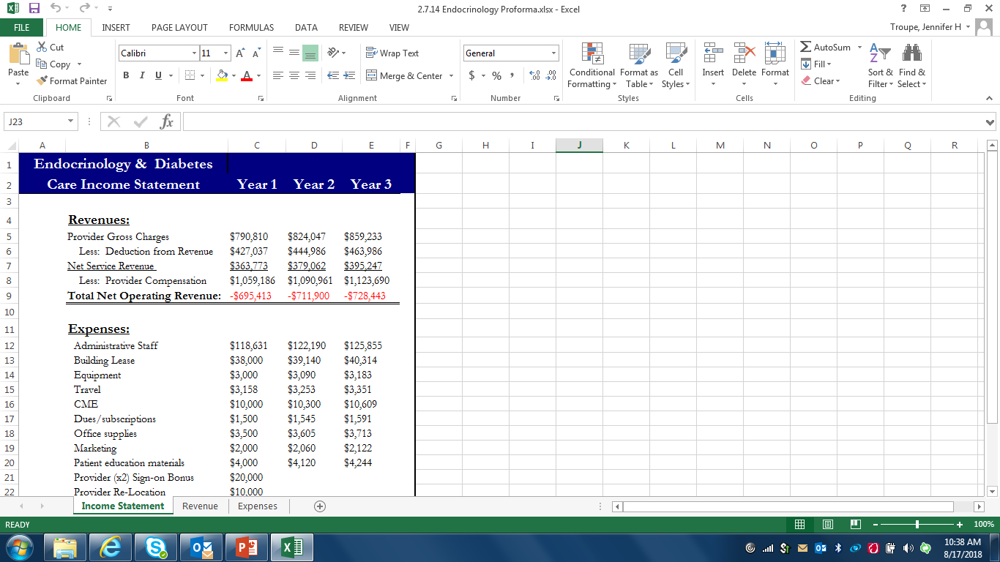 2.7.14 Endocrinology Proforma.xlsx - Excel
FILE HOME INSERT PAGE LAYOUT FORMULAS DATA REVIEW VIEW Troupe, Jennifer H
Paste Cut
Copy
Format Painter
Calibri 11
B I U A
Wrap Text
Merge & Center
General
$ % ,
Conditional Formatting
Format as Table
Cell Styles
Insert Delete Format
AutoSum
Fill
Clear
Sort & Filter
Find & Select
Clipboard Font Alignment Number Styles Cells Editing
J23 fx
A B C D E F G H I J K L M N O P Q R
1 Endocrinology & Diabetes
2 Care Income Statement Year 1 Year 2 Year 3
3
4 Revenues:
5 Provider Gross Charges $790,810 $824,047 $859,233
6 Less: Deduction from Revenue $427,037 $444,986 $463,986
7 Net Service Revenue $363,773 $379,062 $395,247
8 Less: Provider Compensation $1,059,186 $1,090,961 $1,123,690
9 Total Net Operating Revenue: -$695,413 -$711,900 -$728,443
10
11 Expenses:
12 Administrative Staff $118,631 $122,190 $125,855
13 Building Lease $38,000 $39,140 $40,314
14 Equipment $3,000 $3,090 $3,183
15 Travel $3,158 $3,253 $3,351
16 CME $10,000 $10,300 $10,609
17 Dues/subscriptions $1,500 $1,545 $1,591
18 Office supplies $3,500 $3,605 $3,713
19 Marketing $2,000 $2,060 $2,122
20 Patient education materials $4,000 $4,120 $4,244
21 Provider (x2) Sign-on Bonus $20,000
22 Provider Re-Location $10,000
Income Statement Revenue Expenses
READY 100%
10:38 AM
8/17/2018